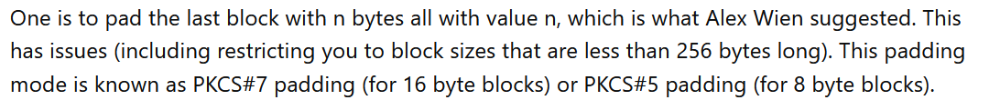 One is to pad the last block with n bytes all with value n, which is what Alex Wien suggested. This
has issues (including restricting you to block sizes that are less than 256 bytes long). This padding
mode is known as PKCS#7 padding (for 16 byte blocks) or PKCS#5 padding (for 8 byte blocks).